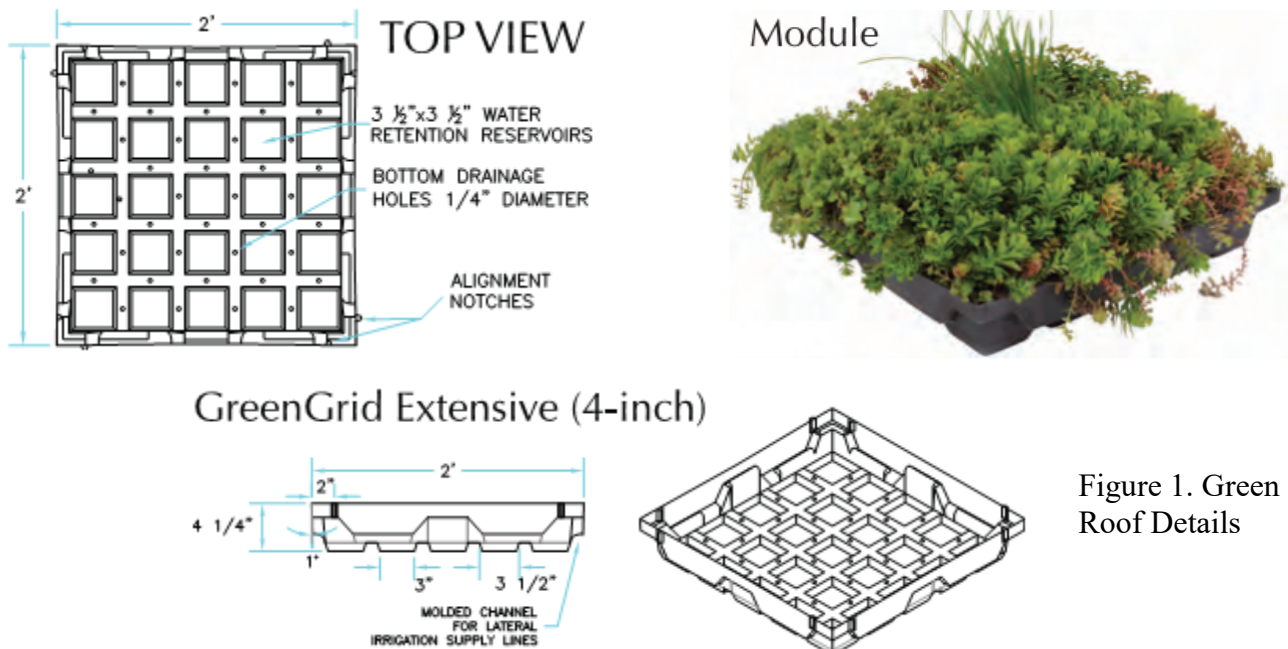 2'
TOP VIEW
2'
3 ½"x3 ½" WATER
RETENTION RESERVOIRS
BOTTOM DRAINAGE
HOLES 1/4" DIAMETER
ALIGNMENT
NOTCHES
Module
GreenGrid Extensive (4-inch)
2'
2"
4 1/4"
1"
3"
3 1/2"
MOLDED CHANNEL
FOR LATERAL
IRRIGATION SUPPLY LINES
Figure 1. Green
Roof Details